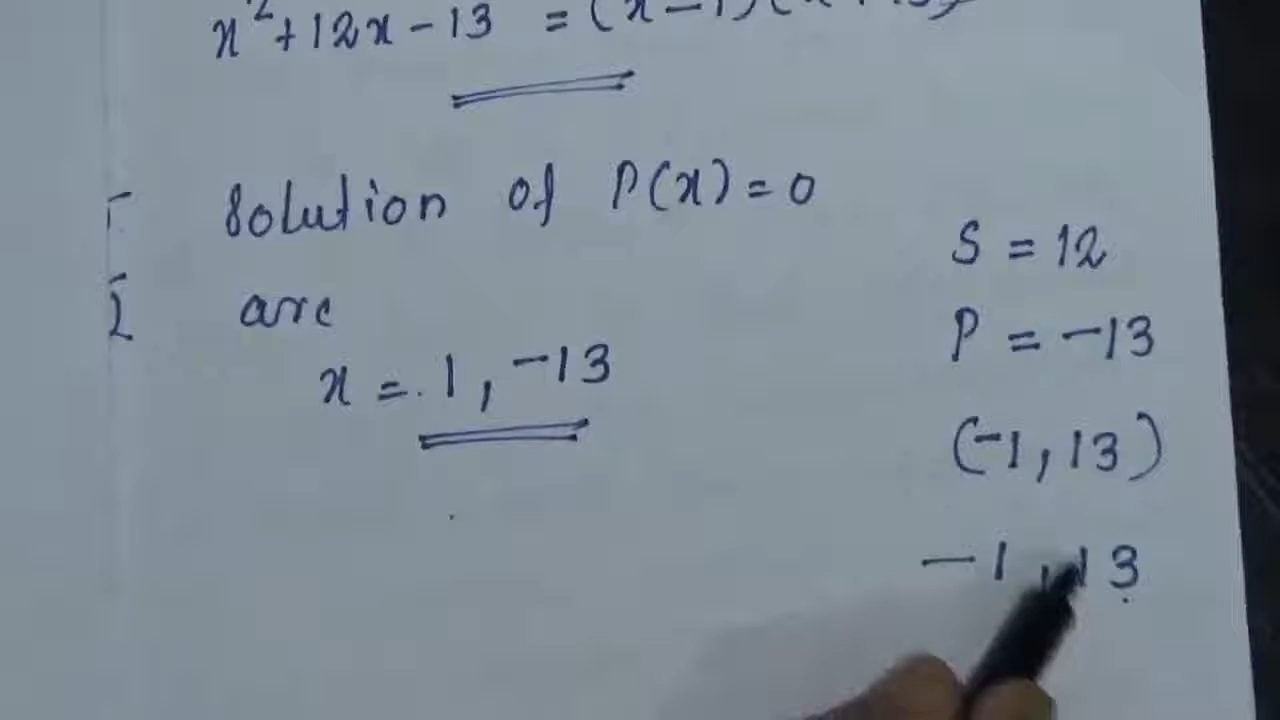 x²+12x-13 = (x-1)(x+13)
Solution of P(x)=0
are
x = 1, -13
S = 12
P = -13
(-1, 13)
-1, 13